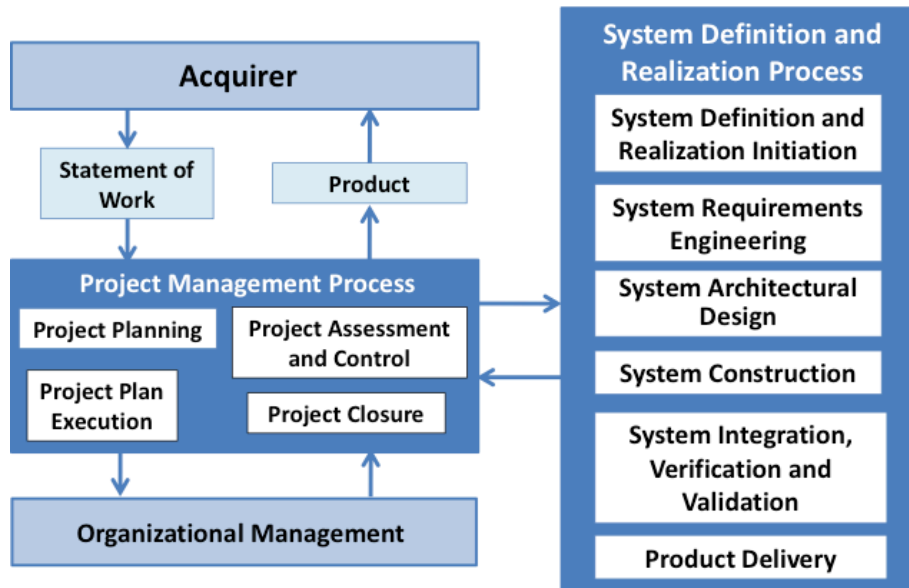 Acquirer
Statement of
Work
Product
Project Management Process
Project Planning
Project Assessment
and Control
Project Plan
Execution
Project Closure
Organizational Management
System Definition and
Realization Process
System Definition and
Realization Initiation
System Requirements
Engineering
System Architectural
Design
System Construction
System Integration,
Verification and
Validation
Product Delivery